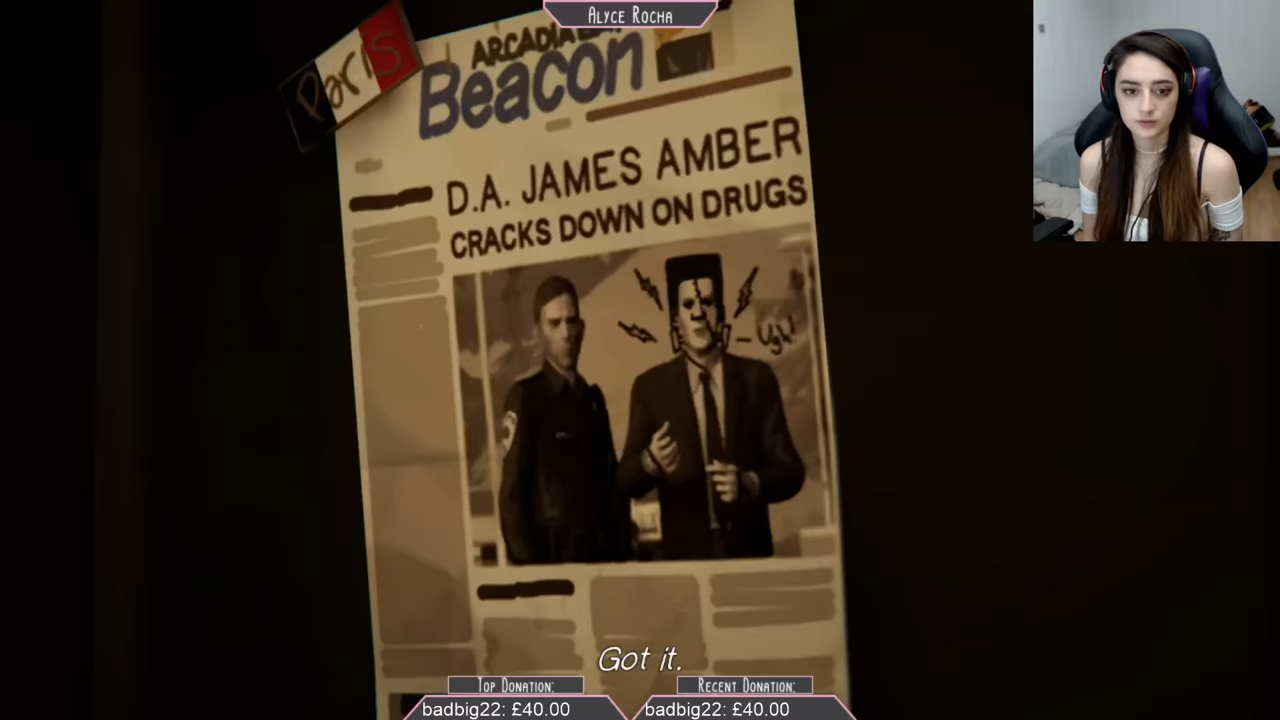 Alyce Rocha
Paris
ARCADIA BAY
Beacon
D.A. JAMES AMBER
CRACKS DOWN ON DRUGS
- Ugh!
Got it.
Top Donation:
Recent Donation:
badbig22: £40.00
badbig22: £40.00